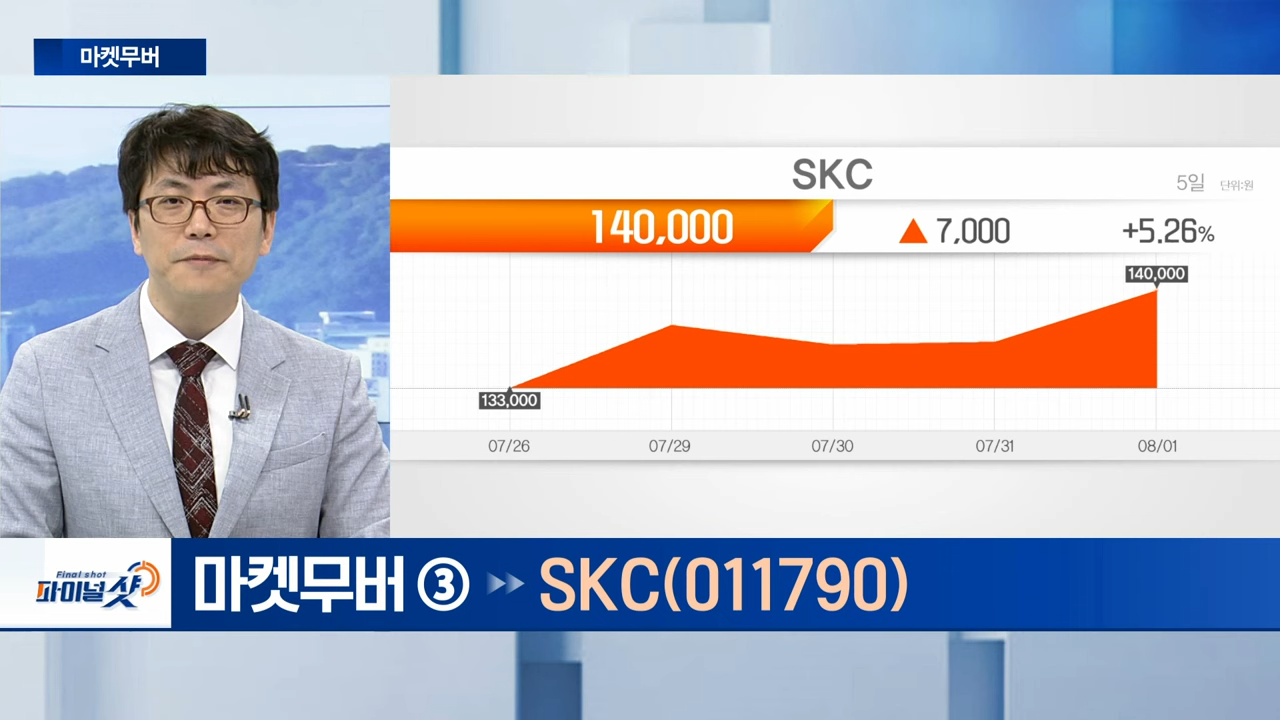 마켓무버
SKC
5일 단위:원
140,000 ▲ 7,000 +5.26%
140,000
133,000
07/26 07/29 07/30 07/31 08/01
Final shot
파이널샷
마켓무버 ③ SKC(011790)